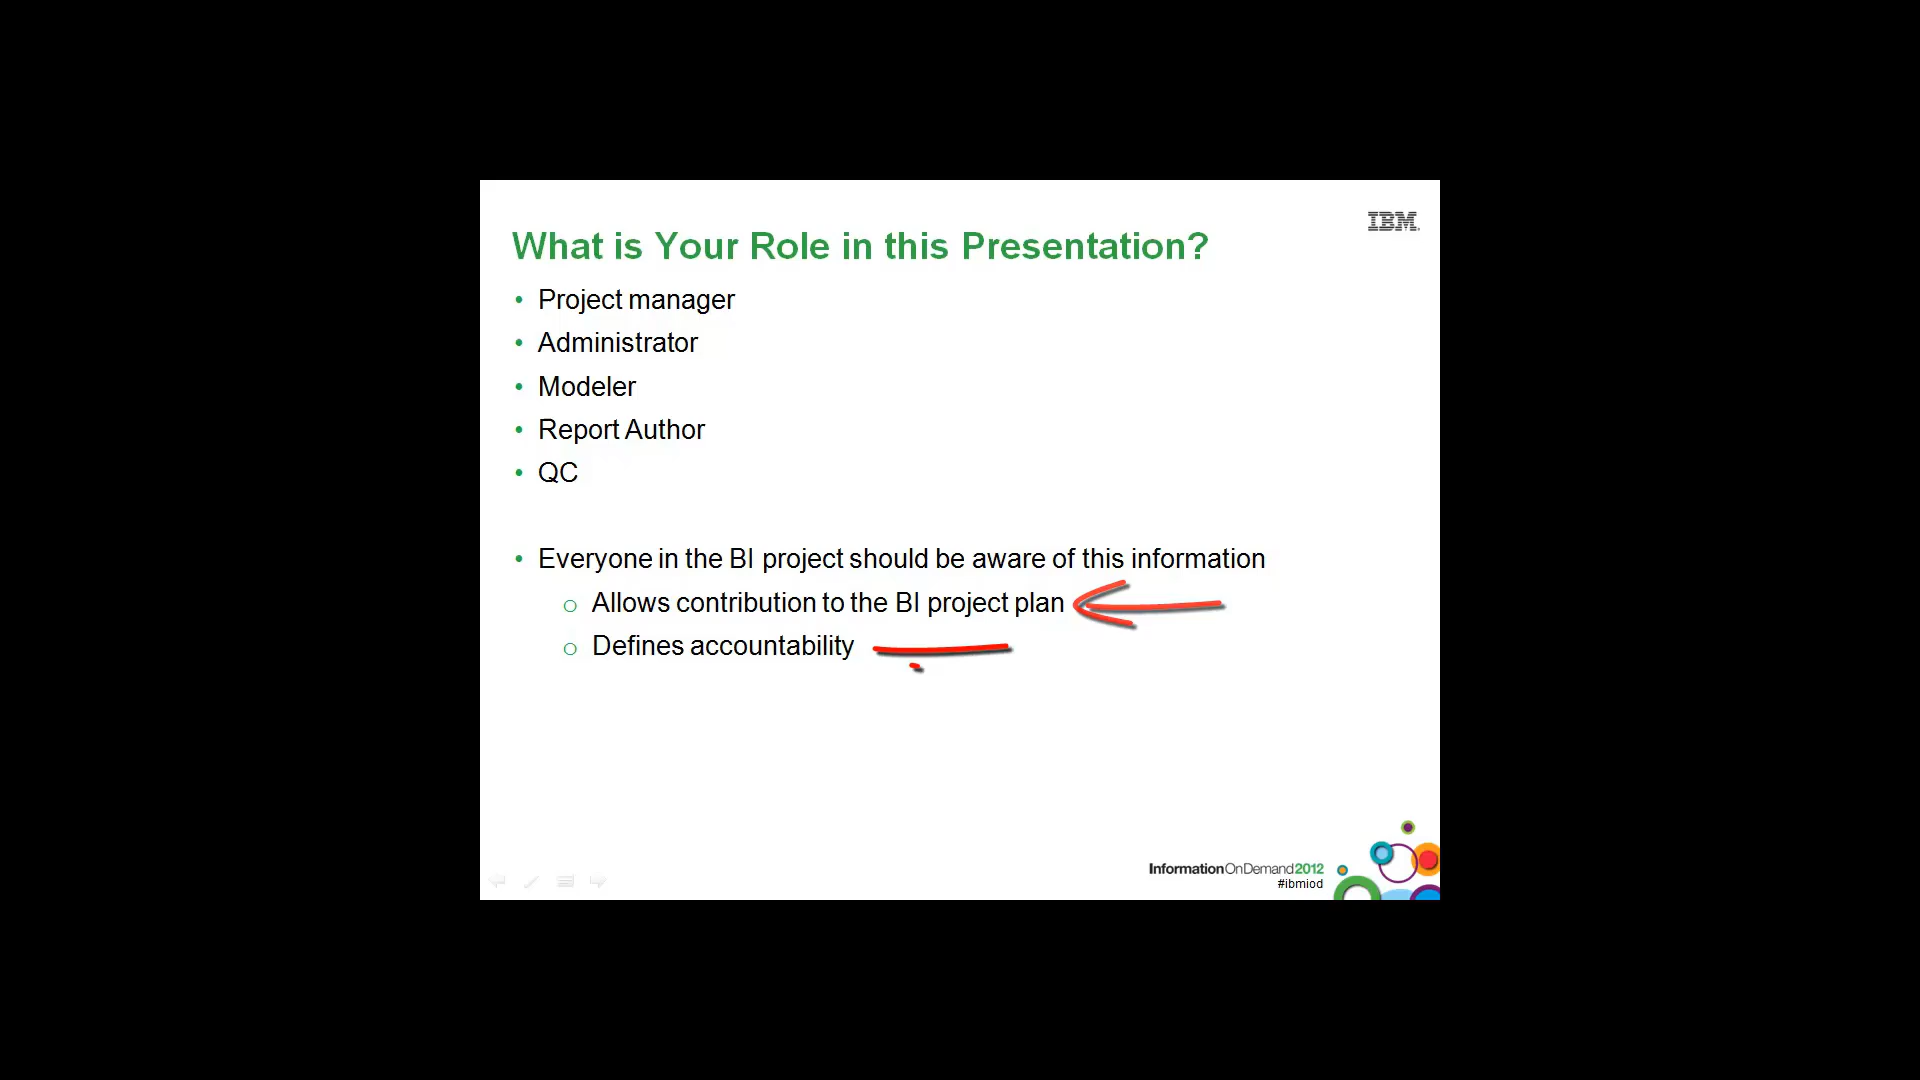 IBM
What is Your Role in this Presentation?
• Project manager
• Administrator
• Modeler
• Report Author
• QC
• Everyone in the BI project should be aware of this information
o Allows contribution to the BI project plan
o Defines accountability
InformationOnDemand2012
#ibmiod